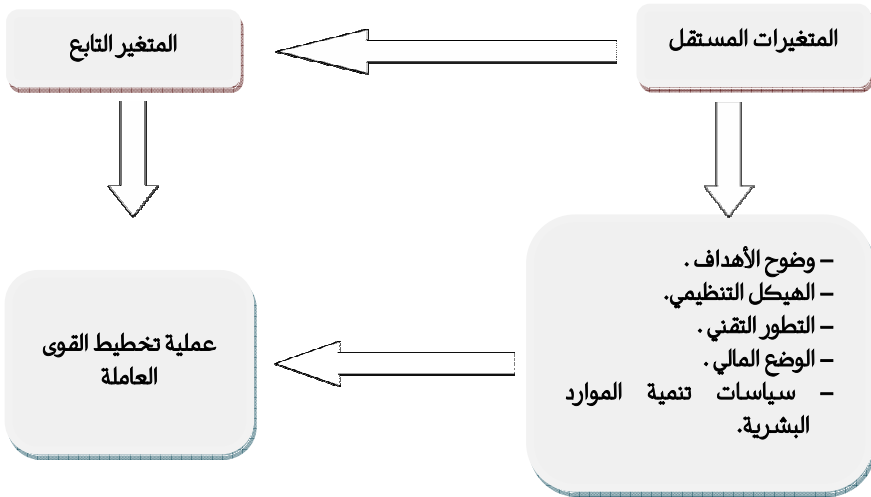 المتغيرات المستقل
المتغير التابع
– وضوح الأهداف .
– الهيكل التنظيمي.
– التطور التقني .
– الوضع المالي .
– سياسات تنمية الموارد
البشرية.
عملية تخطيط القوى
العاملة